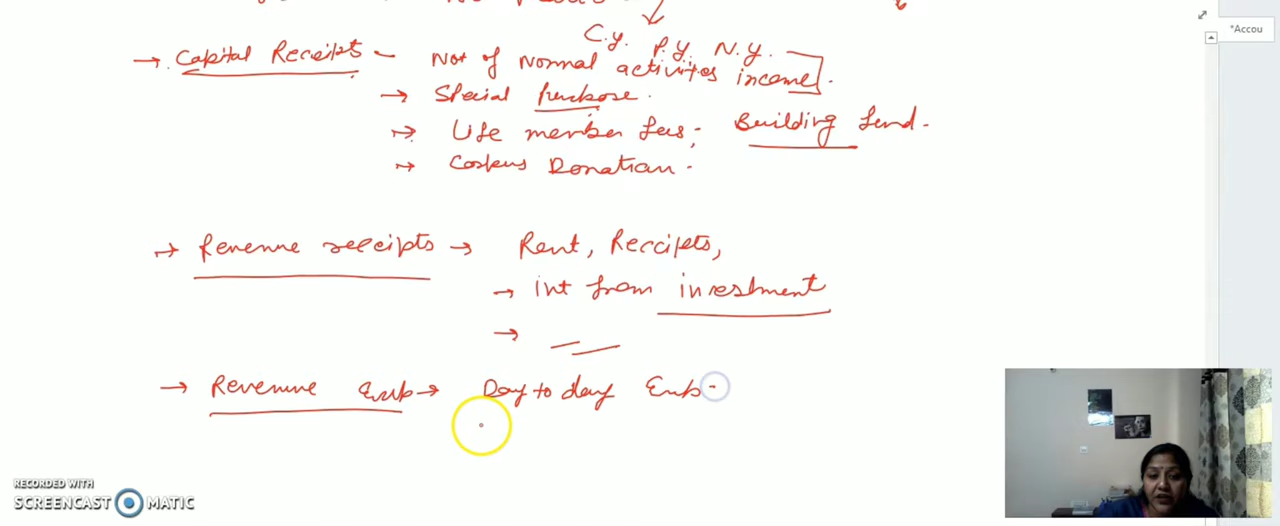 C.y. P.y. N.y.
→ Capital Receipts – Not of Normal activities income.
→ Special purpose.
→ Life member fees; Building fund.
→ Corpus Donation.
→ Revenue receipts → Rent, Receipts,
→ int from investment
→
→ Revenue Exp → Day to day Exp -
*Accou
RECORDED WITH
SCREENCAST MATIC